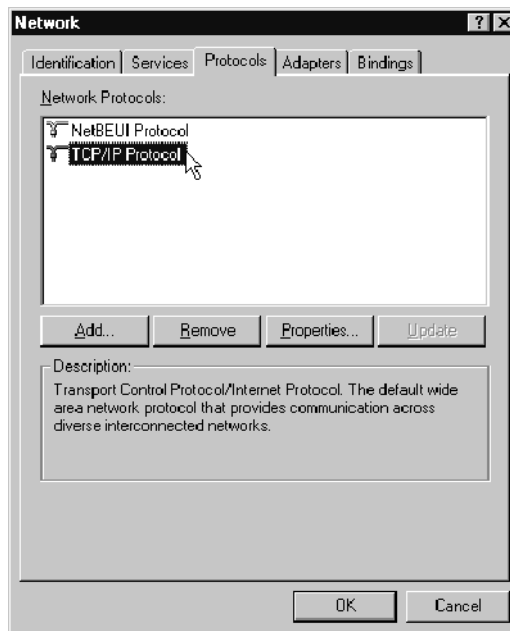 Network
Identification Services Protocols Adapters Bindings
Network Protocols:
NetBEUI Protocol
TCP/IP Protocol
Add... Remove Properties... Update
Description:
Transport Control Protocol/Internet Protocol. The default wide
area network protocol that provides communication across
diverse interconnected networks.
OK Cancel